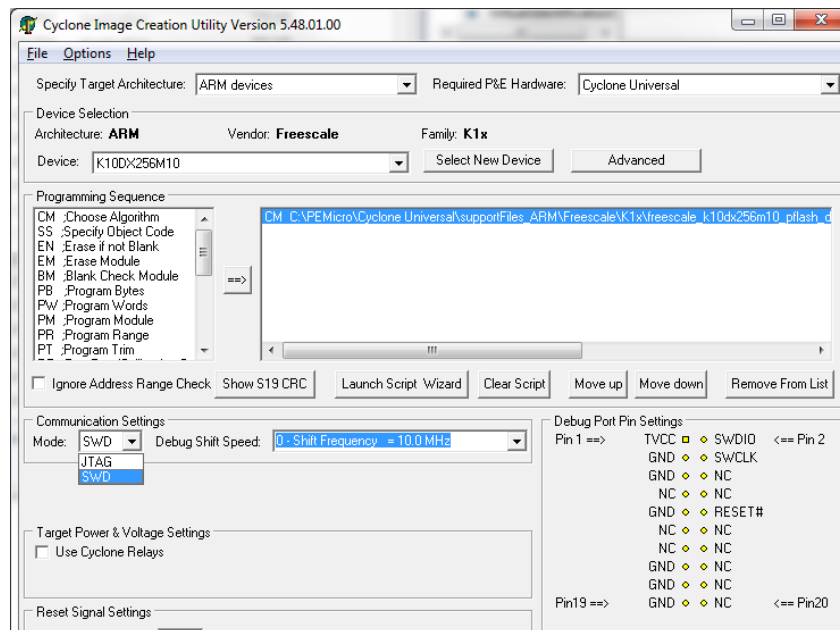 Cyclone Image Creation Utility Version 5.48.01.00
File Options Help
Specify Target Architecture: ARM devices Required P&E Hardware: Cyclone Universal
Device Selection
Architecture: ARM Vendor: Freescale Family: K1x
Device: K10DX256M10 Select New Device Advanced
Programming Sequence
CM ;Choose Algorithm
SS ;Specify Object Code
EN ;Erase if not Blank
EM ;Erase Module
BM ;Blank Check Module
PB ;Program Bytes
PW ;Program Words
PM ;Program Module
PR ;Program Range
PT ;Program Trim
==>
CM C:\PEMicro\Cyclone Universal\supportFiles_ARM\Freescale\K1x\freescale_k10dx256m10_pflash_d
Ignore Address Range Check Show S19 CRC Launch Script Wizard Clear Script Move up Move down Remove From List
Communication Settings
Mode: SWD Debug Shift Speed: 0 - Shift Frequency = 10.0 MHz
JTAG
SWD
Target Power & Voltage Settings
Use Cyclone Relays
Reset Signal Settings
Debug Port Pin Settings
Pin 1 ==> TVCC SWDIO <== Pin 2
GND SWCLK
GND NC
NC NC
GND RESET#
NC NC
NC NC
GND NC
GND NC
Pin19 ==> GND NC <== Pin20